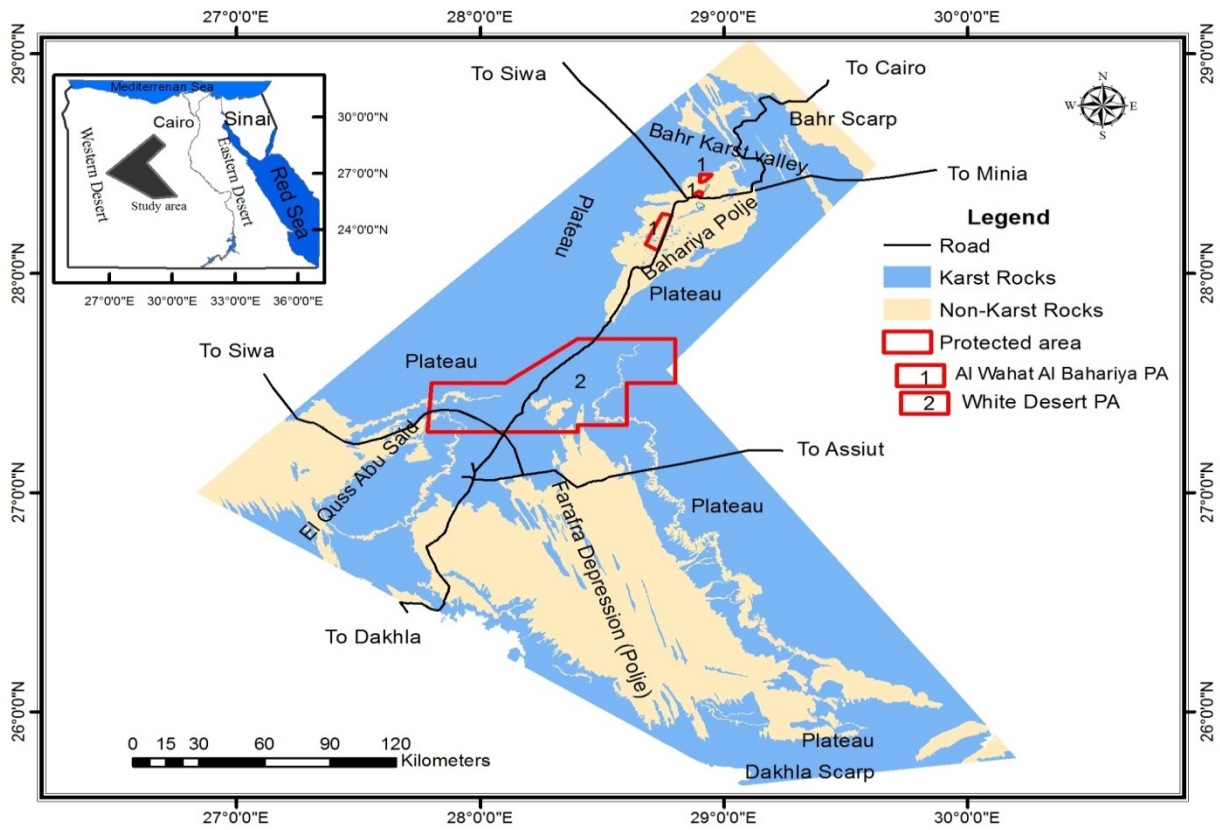 27°0'0"E 28°0'0"E 29°0'0"E 30°0'0"E
29°0'0"N
29°0'0"N
Mediterrenan Sea
Cairo
Sinai
Western Desert
Eastern Desert
Red Sea
Study area
30°0'0"N
27°0'0"N
24°0'0"N
27°0'0"E 30°0'0"E 33°0'0"E 36°0'0"E
To Siwa
To Cairo
N
W E
S
Bahr Scarp
Bahr Karst valley
1
1
To Minia
Plateau
1
Bahariya Polje
Legend
Road
28°0'0"N
28°0'0"N
Plateau
Karst Rocks
Non-Karst Rocks
Protected area
1 Al Wahat Al Bahariya PA
2 White Desert PA
To Siwa
Plateau
2
El Quss Abu Said
To Assiut
27°0'0"N
27°0'0"N
Plateau
Farafra Depression (Polje)
To Dakhla
26°0'0"N
26°0'0"N
Plateau
Dakhla Scarp
0 15 30 60 90 120
Kilometers
27°0'0"E 28°0'0"E 29°0'0"E 30°0'0"E